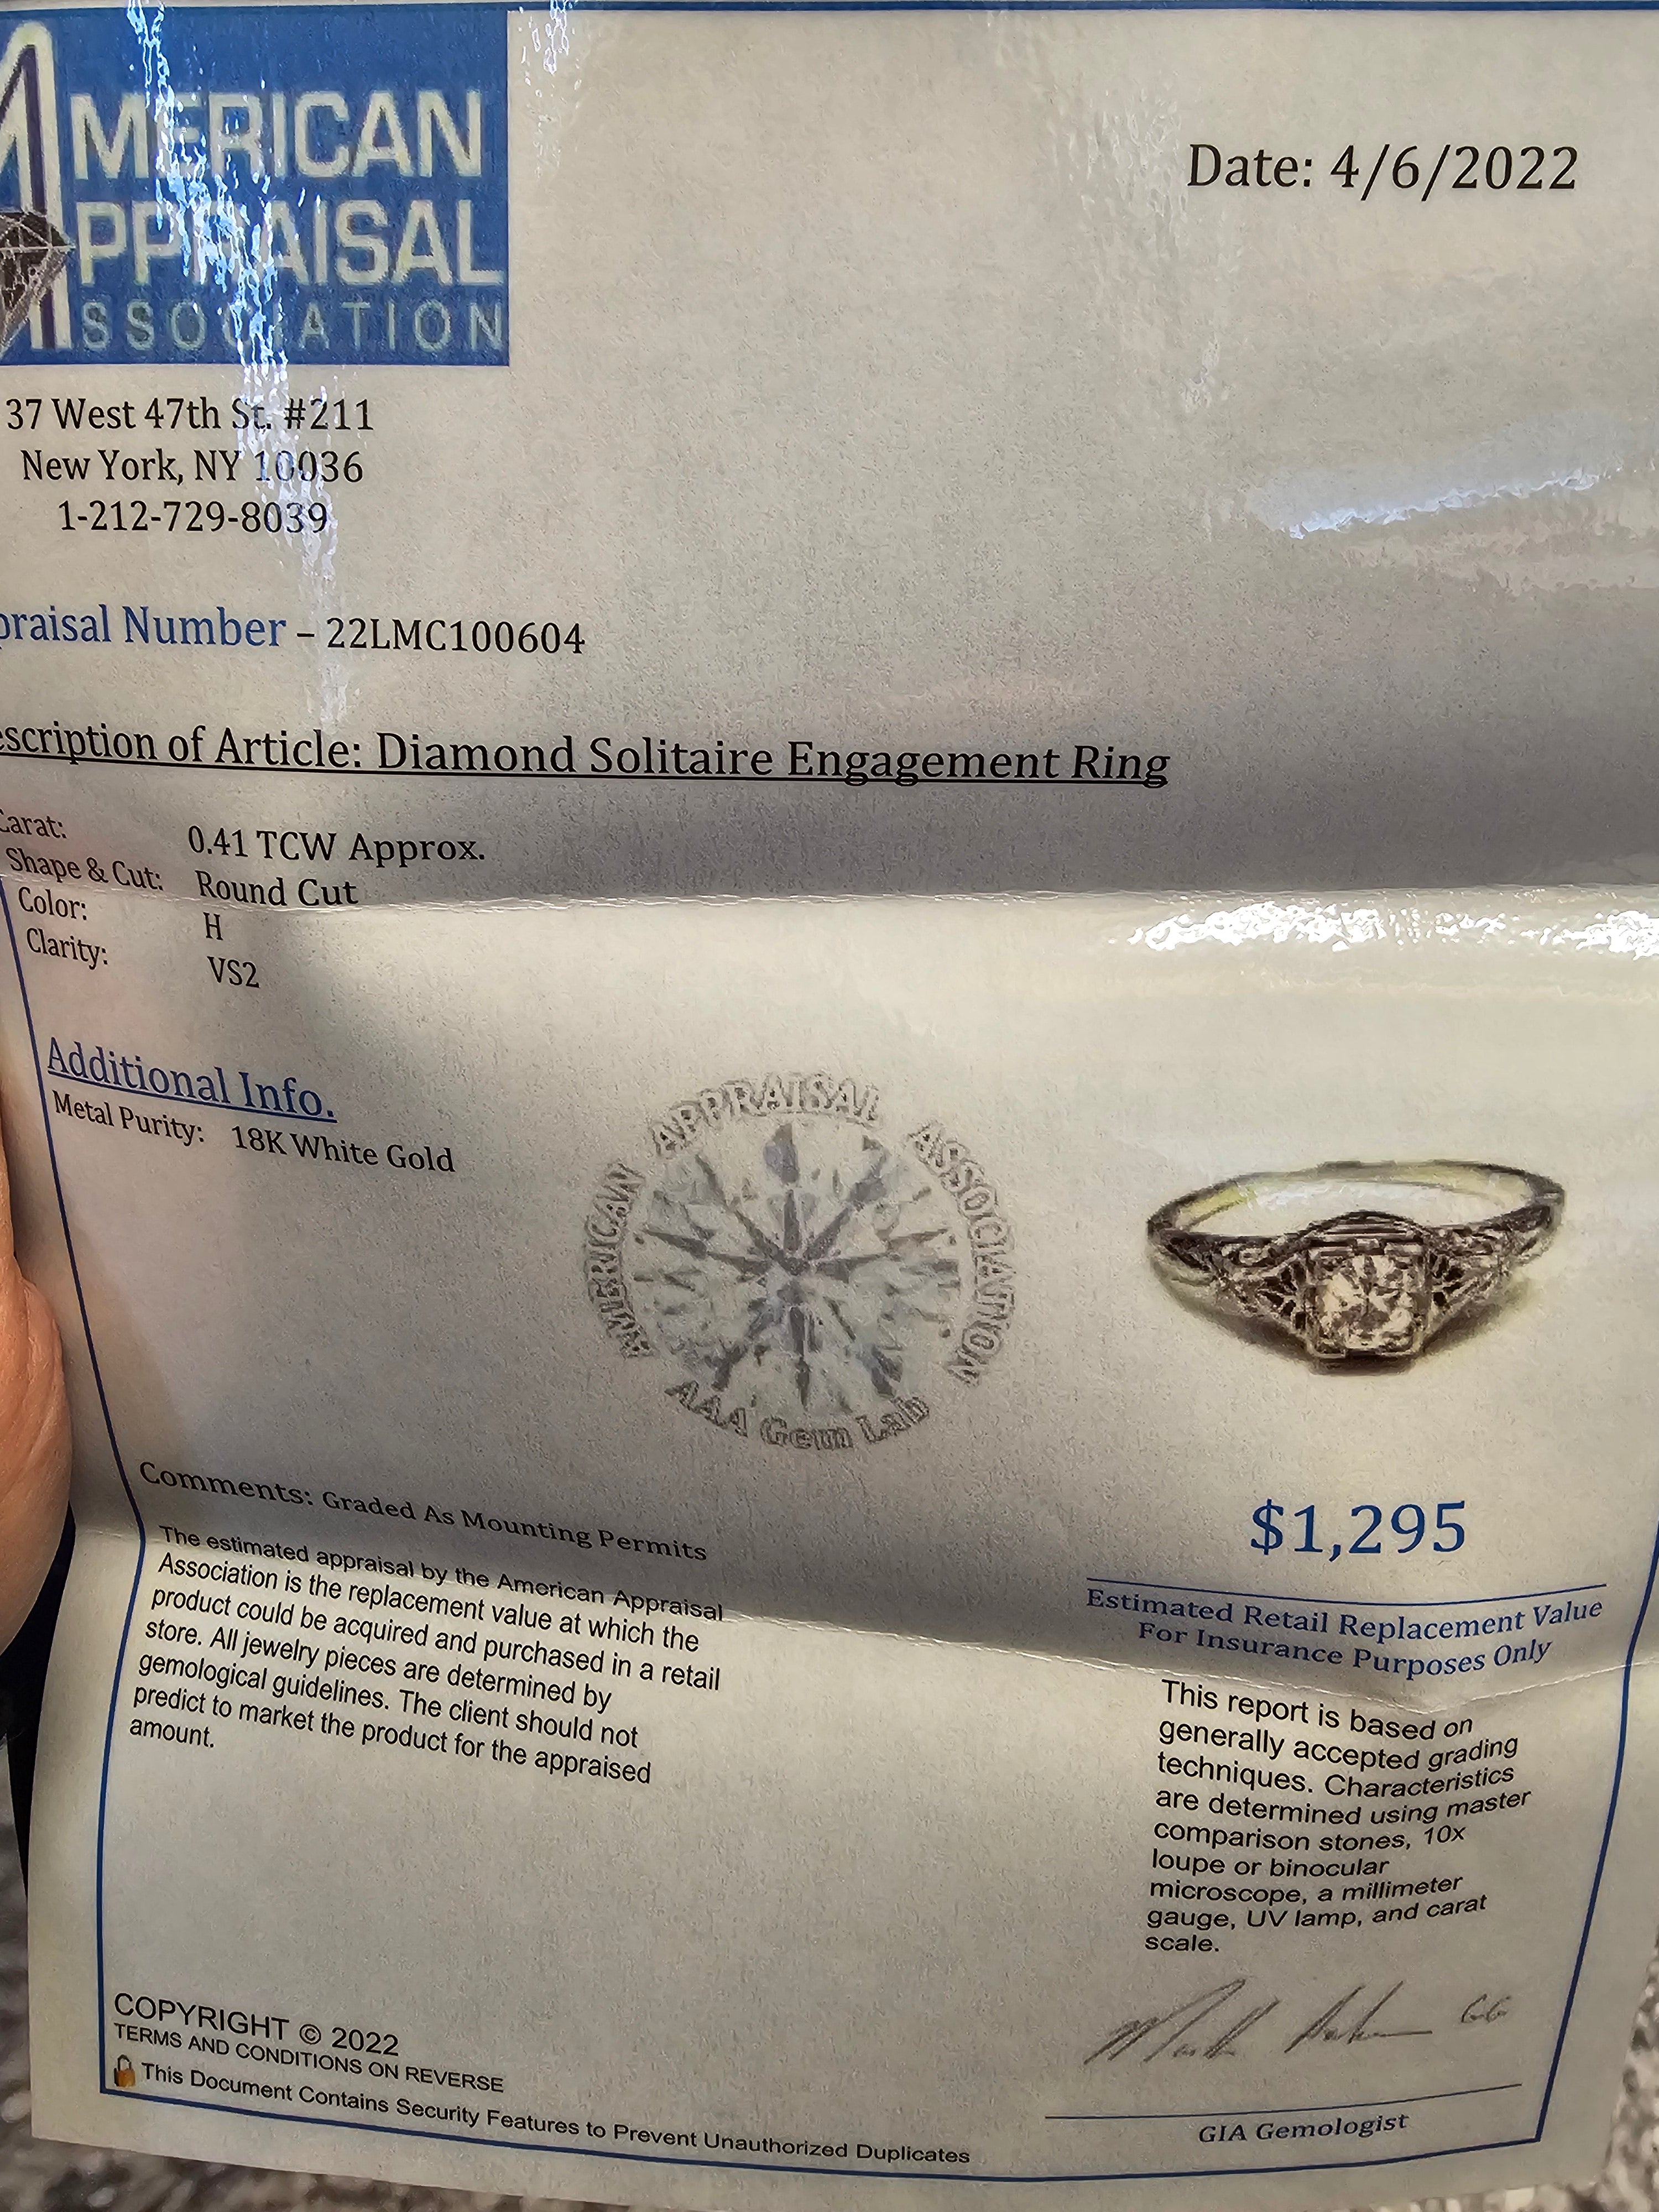 AMERICAN
APPRAISAL
ASSOCIATION
Date: 4/6/2022
37 West 47th St. #211
New York, NY 10036
1-212-729-8039
praisal Number – 22LMC100604
escription of Article: Diamond Solitaire Engagement Ring
Carat: 0.41 TCW Approx.
Shape & Cut: Round Cut
Color: H
Clarity: VS2
Additional Info.
Metal Purity: 18K White Gold
AMERICAN APPRAISAL ASSOCIATION
AAA Gem Lab
Comments: Graded As Mounting Permits
The estimated appraisal by the American Appraisal
Association is the replacement value at which the
product could be acquired and purchased in a retail
store. All jewelry pieces are determined by
gemological guidelines. The client should not
predict to market the product for the appraised
amount.
$1,295
Estimated Retail Replacement Value
For Insurance Purposes Only
This report is based on
generally accepted grading
techniques. Characteristics
are determined using master
comparison stones, 10x
loupe or binocular
microscope, a millimeter
gauge, UV lamp, and carat
scale.
GG
GIA Gemologist
COPYRIGHT © 2022
TERMS AND CONDITIONS ON REVERSE
This Document Contains Security Features to Prevent Unauthorized Duplicates